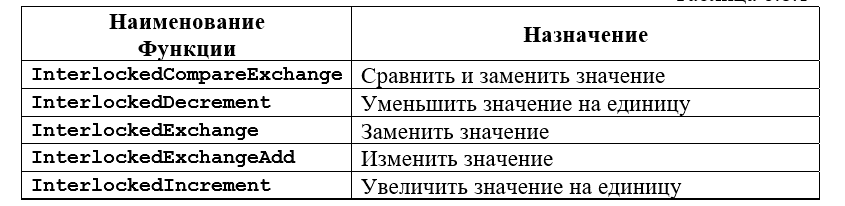 Наименование
Функции
Назначение
InterlockedCompareExchange Сравнить и заменить значение
InterlockedDecrement Уменьшить значение на единицу
InterlockedExchange Заменить значение
InterlockedExchangeAdd Изменить значение
InterlockedIncrement Увеличить значение на единицу